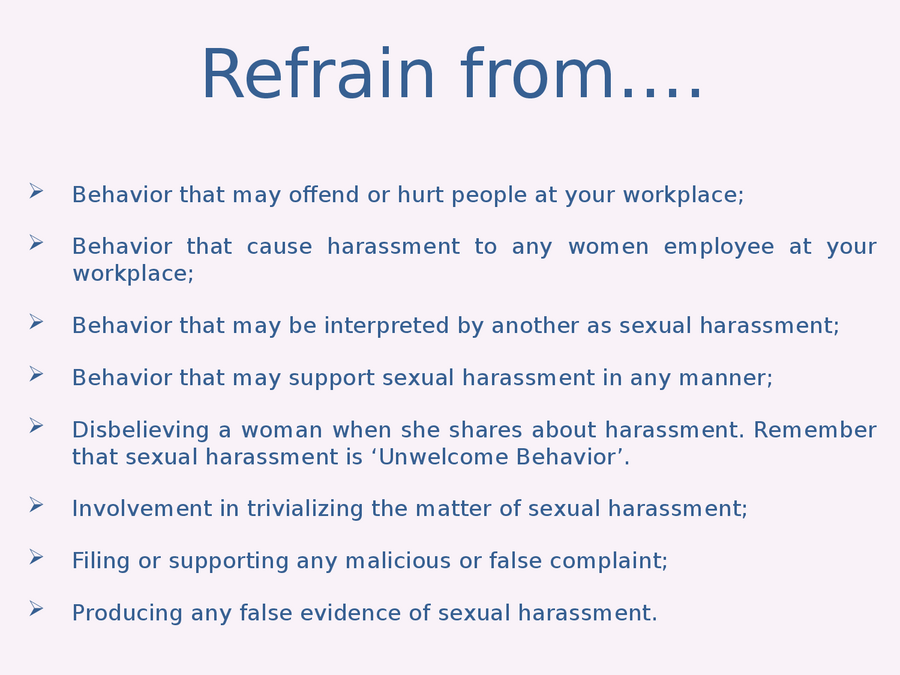 Refrain from….
➢ Behavior that may offend or hurt people at your workplace;
➢ Behavior that cause harassment to any women employee at your
workplace;
➢ Behavior that may be interpreted by another as sexual harassment;
➢ Behavior that may support sexual harassment in any manner;
➢ Disbelieving a woman when she shares about harassment. Remember
that sexual harassment is ‘Unwelcome Behavior’.
➢ Involvement in trivializing the matter of sexual harassment;
➢ Filing or supporting any malicious or false complaint;
➢ Producing any false evidence of sexual harassment.